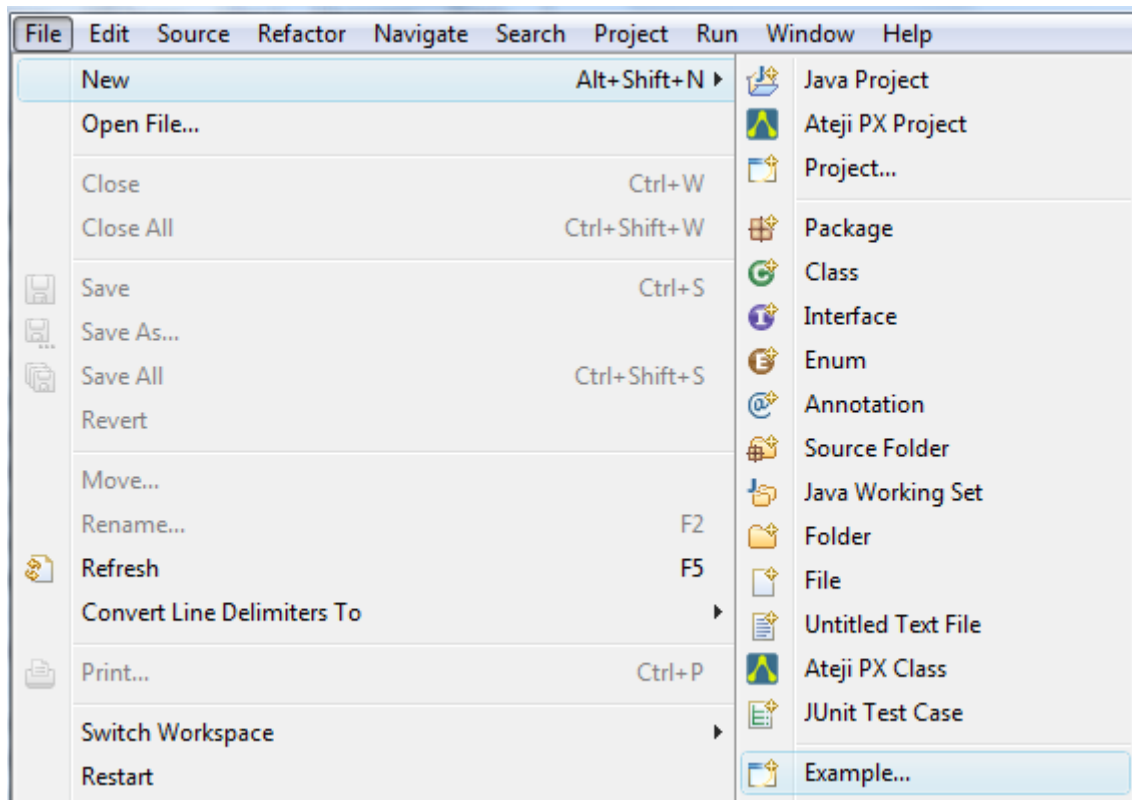 File Edit Source Refactor Navigate Search Project Run Window Help
New Alt+Shift+N
Open File...
Close Ctrl+W
Close All Ctrl+Shift+W
Save Ctrl+S
Save As...
Save All Ctrl+Shift+S
Revert
Move...
Rename... F2
Refresh F5
Convert Line Delimiters To
Print... Ctrl+P
Switch Workspace
Restart
Java Project
Ateji PX Project
Project...
Package
Class
Interface
Enum
Annotation
Source Folder
Java Working Set
Folder
File
Untitled Text File
Ateji PX Class
JUnit Test Case
Example...